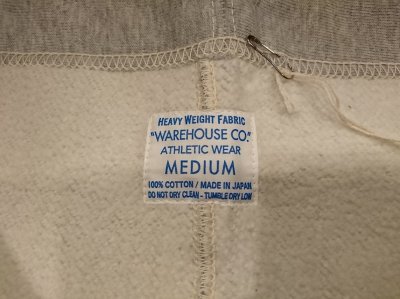 HEAVY WEIGHT FABRIC
"WAREHOUSE CO."
ATHLETIC WEAR
MEDIUM
100% COTTON / MADE IN JAPAN
DO NOT DRY CLEAN - TUMBLE DRY LOW